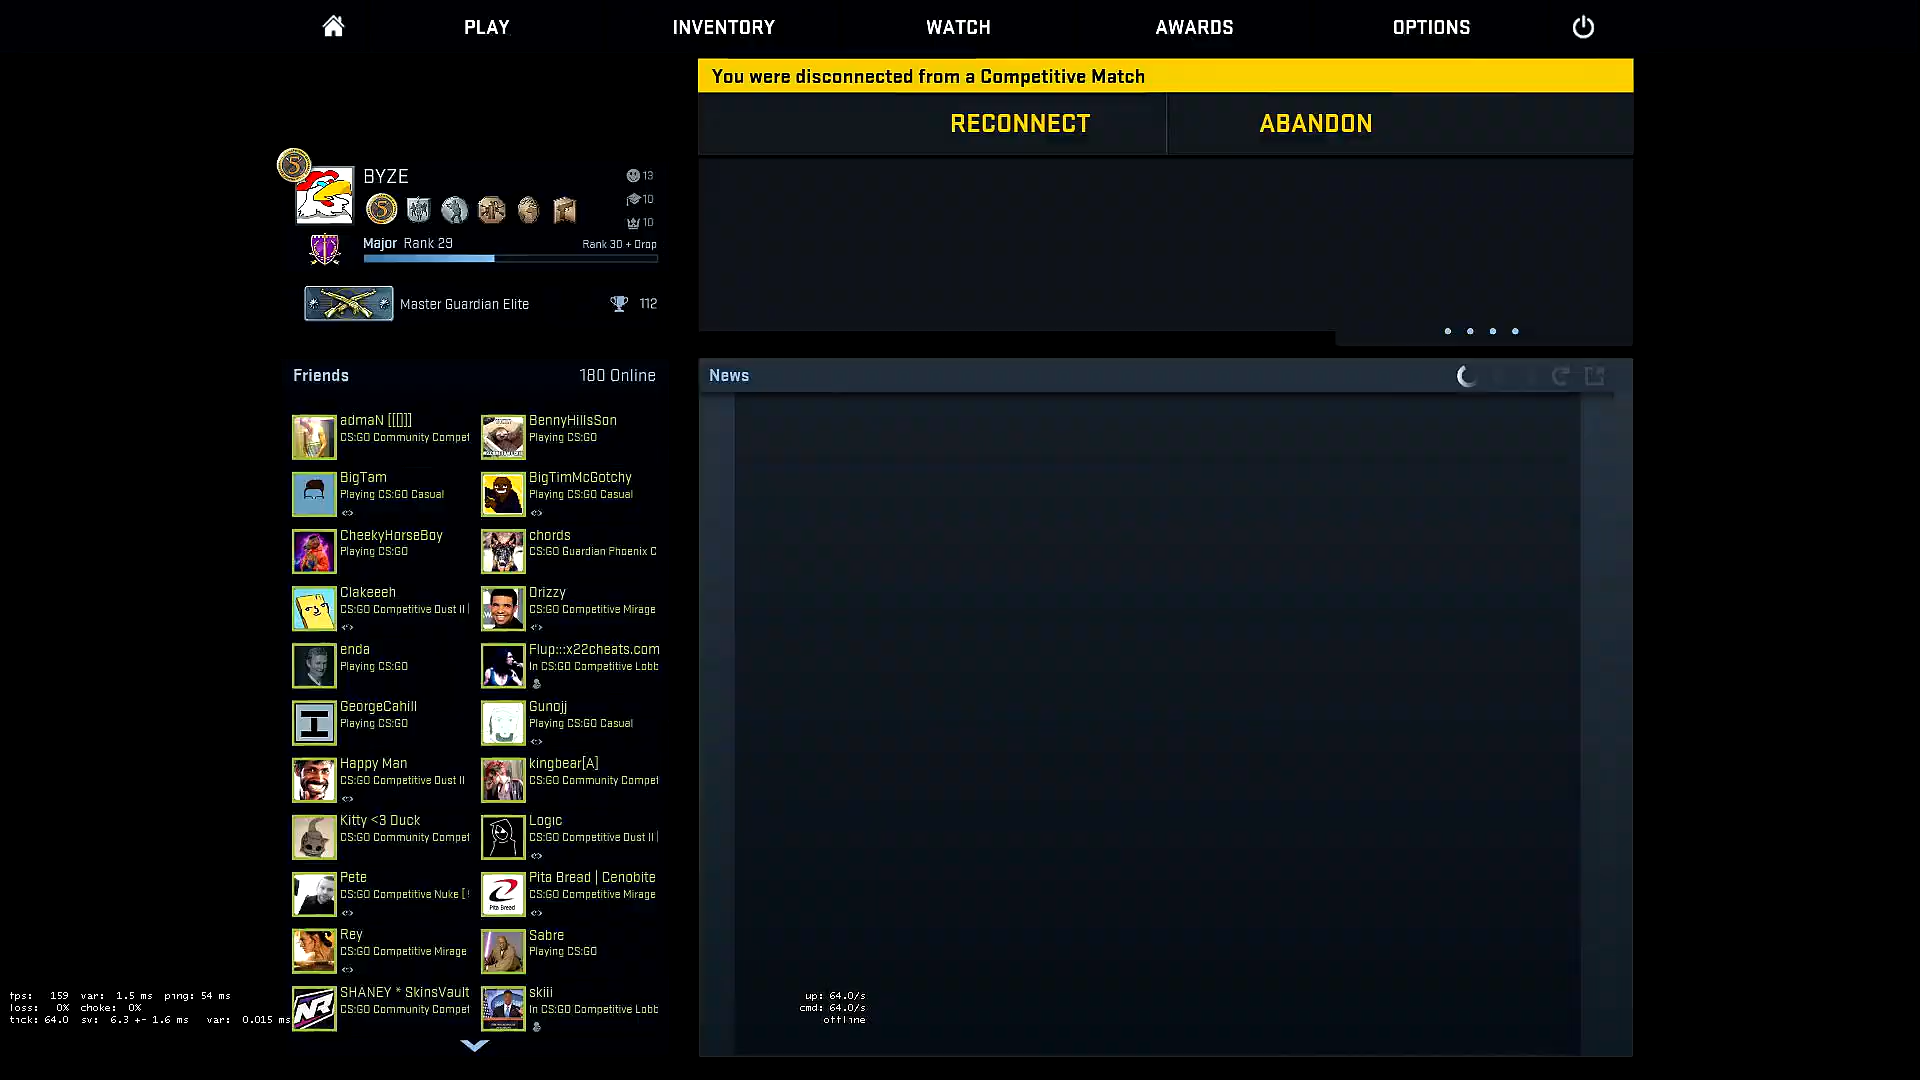 PLAY INVENTORY WATCH AWARDS OPTIONS
You were disconnected from a Competitive Match
RECONNECT ABANDON
5
BYZE
13
5
10
10
Major Rank 29 Rank 30 + Drop
Master Guardian Elite 112
Friends 180 Online
News
admaN [[[]]] BennyHillsSon
CS:GO Community Compet Playing CS:GO
BigTam BigTimMcGotchy
Playing CS:GO Casual Playing CS:GO Casual
CheekyHorseBoy chords
Playing CS:GO CS:GO Guardian Phoenix C
Clakeeeh Drizzy
CS:GO Competitive Dust II | CS:GO Competitive Mirage
enda Flup:::x22cheats.com
Playing CS:GO In CS:GO Competitive Lobb
GeorgeCahill Gunojj
Playing CS:GO Playing CS:GO Casual
Happy Man kingbear[A]
CS:GO Competitive Dust II CS:GO Community Compet
Kitty <3 Duck Logic
CS:GO Community Compet CS:GO Competitive Dust II |
Pete Pita Bread | Cenobite
CS:GO Competitive Nuke [ CS:GO Competitive Mirage
Pita Bread
Rey Sabre
CS:GO Competitive Mirage Playing CS:GO
SHANEY * SkinsVault skiii
CS:GO Community Compet In CS:GO Competitive Lobb
fps: 159 var: 1.5 ms ping: 54 ms
loss: 0% choke: 0%
tick: 64.0 sv: 6.3 +- 1.6 ms var: 0.015 ms
up: 64.0/s
cmd: 64.0/s
offline